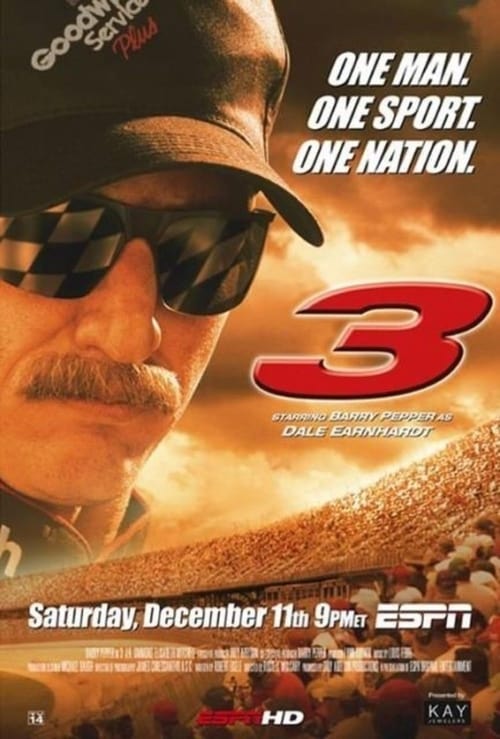 Goodwrench
Service
Plus
ONE MAN.
ONE SPORT.
ONE NATION.
3
STARRING BARRY PEPPER AS
DALE EARNHARDT
h
Saturday, December 11th 9PM ET ESPN
TV
14
ESPN HD
Presented by
KAY
JEWELERS